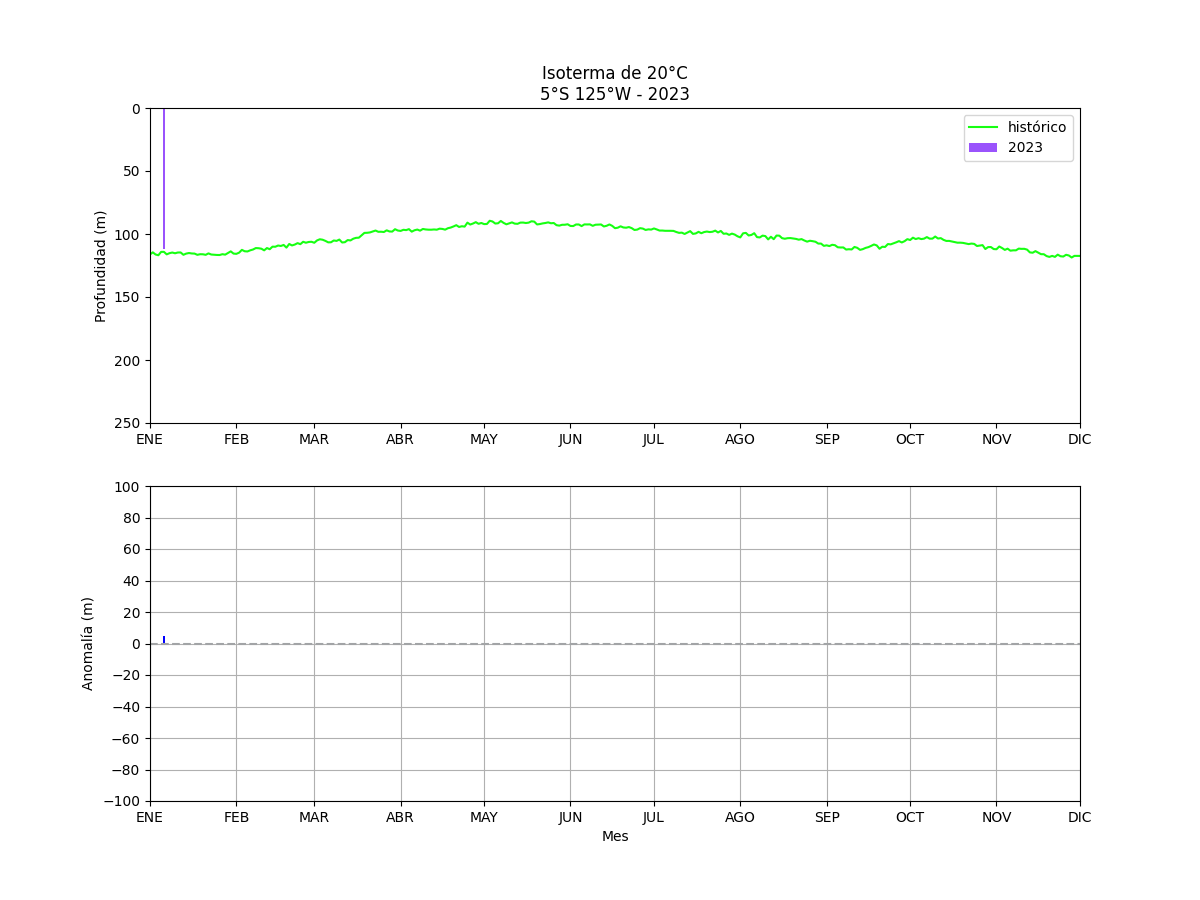 Isoterma de 20°C
5°S 125°W - 2023
histórico
2023
Profundidad (m)
0
50
100
150
200
250
ENE FEB MAR ABR MAY JUN JUL AGO SEP OCT NOV DIC
Anomalía (m)
100
80
60
40
20
0
−20
−40
−60
−80
−100
ENE FEB MAR ABR MAY JUN JUL AGO SEP OCT NOV DIC
Mes